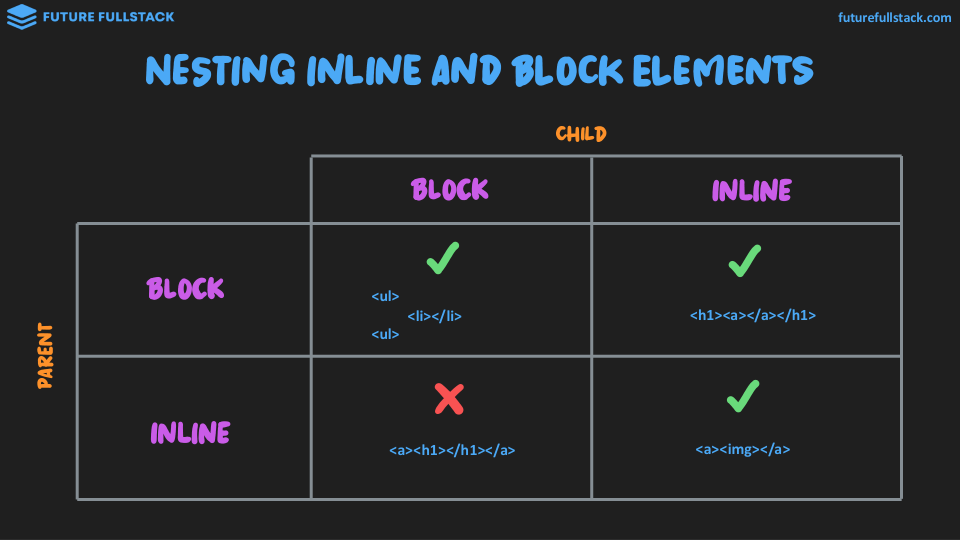 FUTURE FULLSTACK
futurefullstack.com
NESTING INLINE AND BLOCK ELEMENTS
CHILD
BLOCK
INLINE
PARENT
BLOCK
<ul>
<li></li>
<ul>
<h1><a></a></h1>
INLINE
<a><h1></h1></a>
<a><img></a>